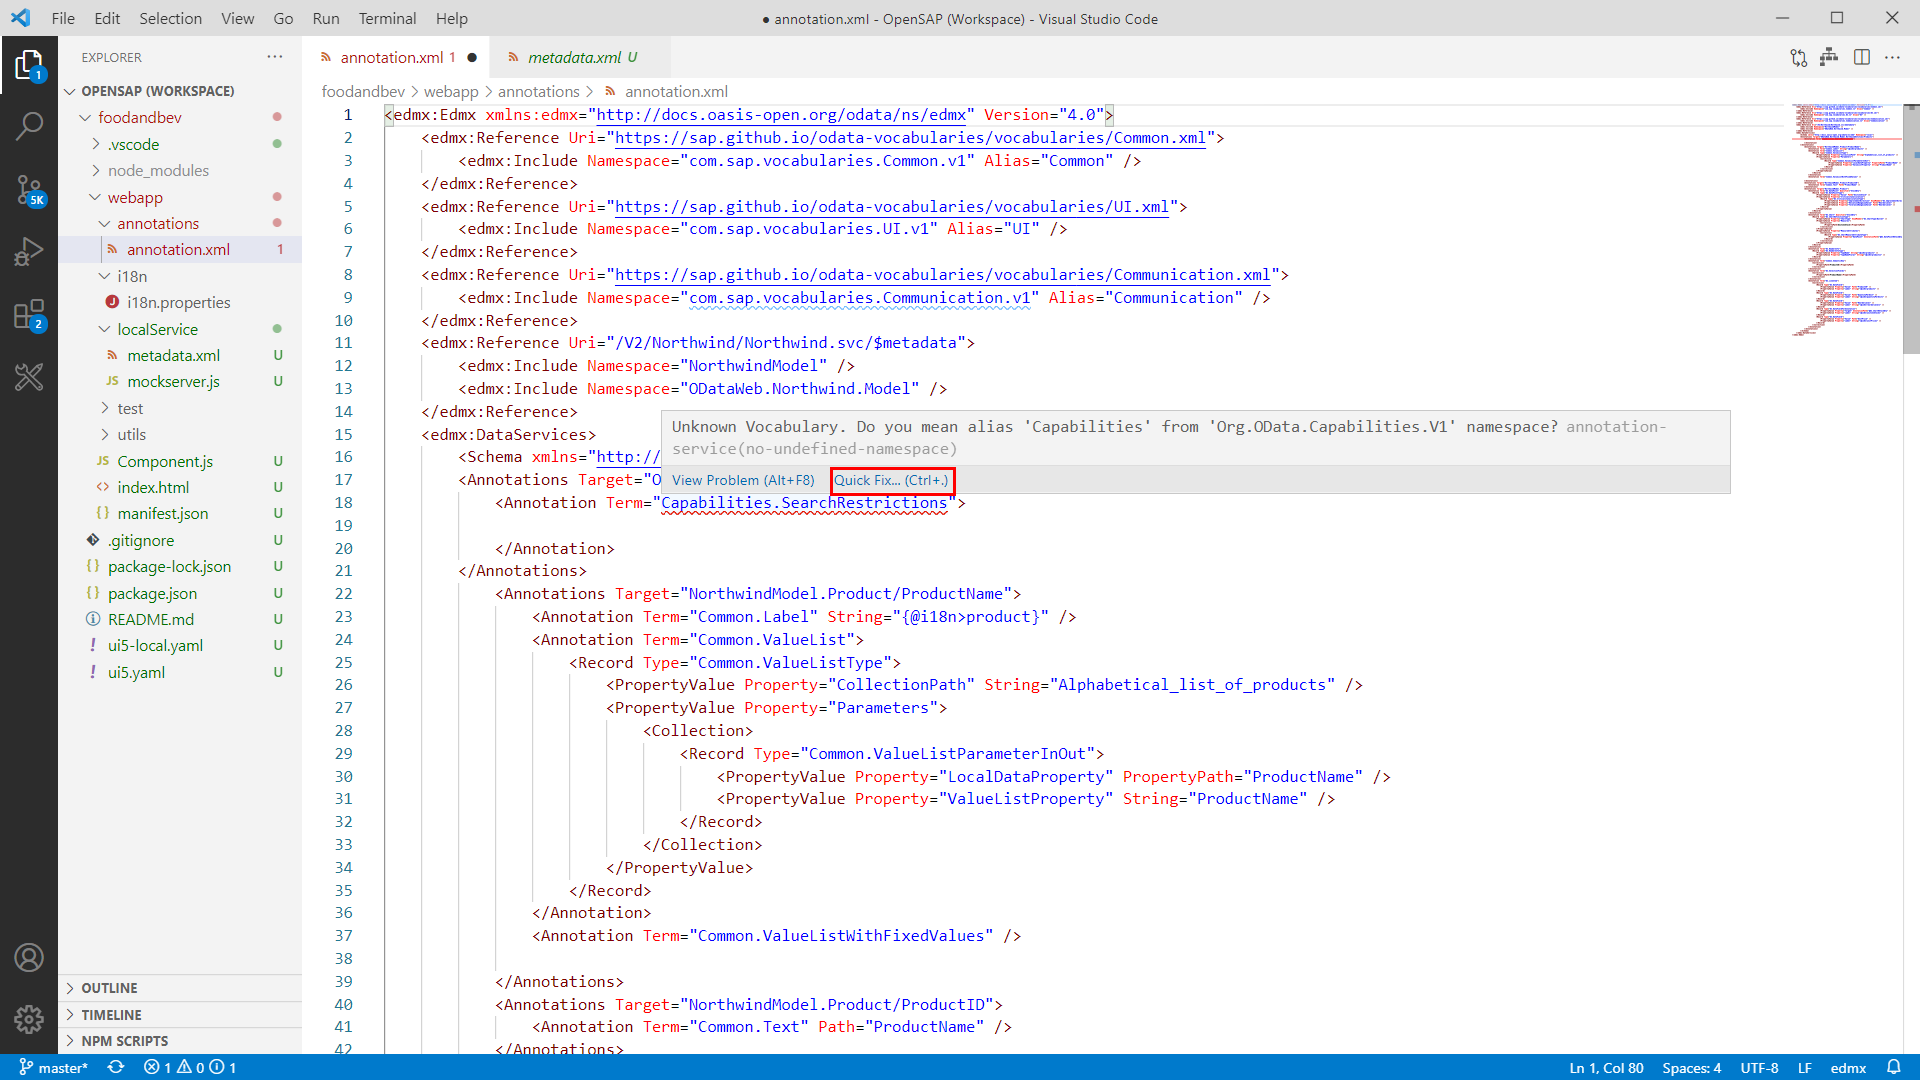 File Edit Selection View Go Run Terminal Help
● annotation.xml - OpenSAP (Workspace) - Visual Studio Code
EXPLORER
annotation.xml 1
metadata.xml U
OPENSAP (WORKSPACE)
foodandbev
.vscode
node_modules
webapp
annotations
annotation.xml 1
i18n
i18n.properties
localService
metadata.xml U
JS mockserver.js U
test
utils
JS Component.js U
<> index.html U
{} manifest.json U
.gitignore U
{} package-lock.json U
{} package.json U
README.md U
! ui5-local.yaml U
! ui5.yaml U
OUTLINE
TIMELINE
NPM SCRIPTS
1
5K
2
foodandbev > webapp > annotations > annotation.xml
1 <edmx:Edmx xmlns:edmx="http://docs.oasis-open.org/odata/ns/edmx" Version="4.0">
2 <edmx:Reference Uri="https://sap.github.io/odata-vocabularies/vocabularies/Common.xml">
3 <edmx:Include Namespace="com.sap.vocabularies.Common.v1" Alias="Common" />
4 </edmx:Reference>
5 <edmx:Reference Uri="https://sap.github.io/odata-vocabularies/vocabularies/UI.xml">
6 <edmx:Include Namespace="com.sap.vocabularies.UI.v1" Alias="UI" />
7 </edmx:Reference>
8 <edmx:Reference Uri="https://sap.github.io/odata-vocabularies/vocabularies/Communication.xml">
9 <edmx:Include Namespace="com.sap.vocabularies.Communication.v1" Alias="Communication" />
10 </edmx:Reference>
11 <edmx:Reference Uri="/V2/Northwind/Northwind.svc/$metadata">
12 <edmx:Include Namespace="NorthwindModel" />
13 <edmx:Include Namespace="ODataWeb.Northwind.Model" />
14 </edmx:Reference>
15 <edmx:DataServices>
16 <Schema xmlns="http://
17 <Annotations Target="O
Unknown Vocabulary. Do you mean alias 'Capabilities' from 'Org.OData.Capabilities.V1' namespace? annotation-
service(no-undefined-namespace)
View Problem (Alt+F8) Quick Fix... (Ctrl+.)
18 <Annotation Term="Capabilities.SearchRestrictions">
19
20 </Annotation>
21 </Annotations>
22 <Annotations Target="NorthwindModel.Product/ProductName">
23 <Annotation Term="Common.Label" String="{@i18n>product}" />
24 <Annotation Term="Common.ValueList">
25 <Record Type="Common.ValueListType">
26 <PropertyValue Property="CollectionPath" String="Alphabetical_list_of_products" />
27 <PropertyValue Property="Parameters">
28 <Collection>
29 <Record Type="Common.ValueListParameterInOut">
30 <PropertyValue Property="LocalDataProperty" PropertyPath="ProductName" />
31 <PropertyValue Property="ValueListProperty" String="ProductName" />
32 </Record>
33 </Collection>
34 </PropertyValue>
35 </Record>
36 </Annotation>
37 <Annotation Term="Common.ValueListWithFixedValues" />
38
39 </Annotations>
40 <Annotations Target="NorthwindModel.Product/ProductID">
41 <Annotation Term="Common.Text" Path="ProductName" />
42 </Annotations>
master* 1 0 1
Ln 1, Col 80 Spaces: 4 UTF-8 LF edmx